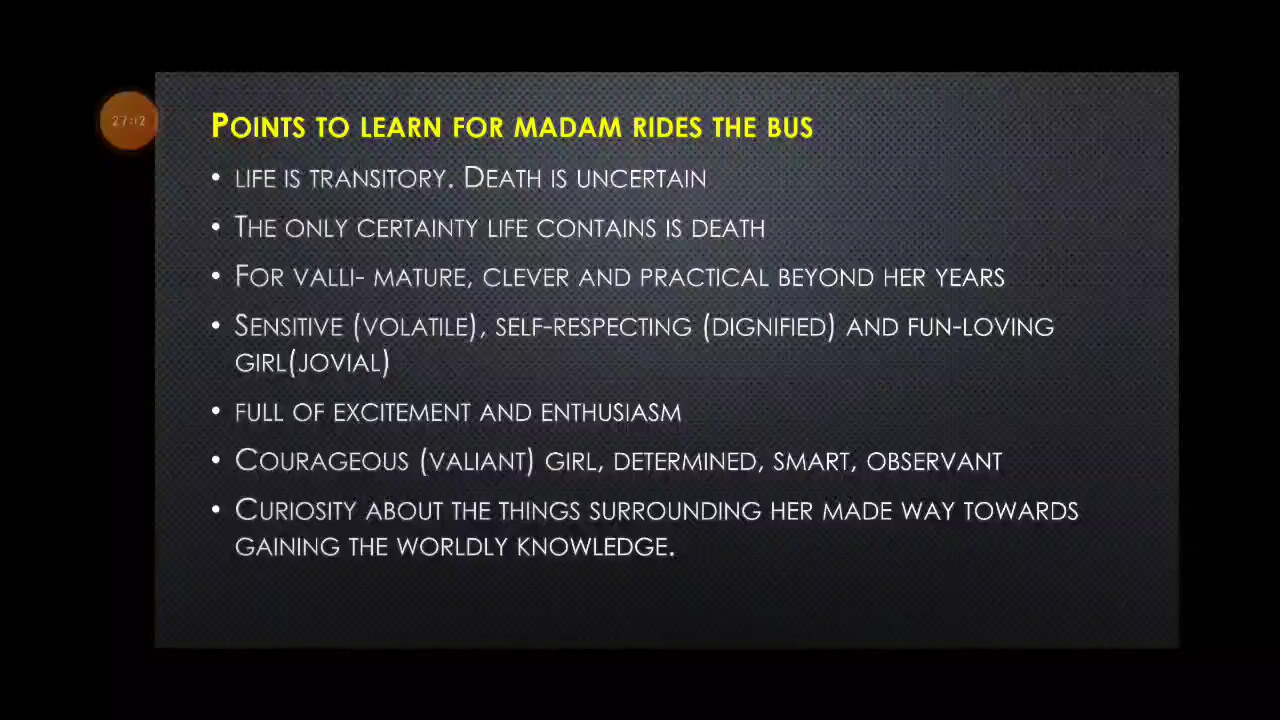 27:12
POINTS TO LEARN FOR MADAM RIDES THE BUS
• LIFE IS TRANSITORY. DEATH IS UNCERTAIN
• THE ONLY CERTAINTY LIFE CONTAINS IS DEATH
• FOR VALLI- MATURE, CLEVER AND PRACTICAL BEYOND HER YEARS
• SENSITIVE (VOLATILE), SELF-RESPECTING (DIGNIFIED) AND FUN-LOVING
GIRL(JOVIAL)
• FULL OF EXCITEMENT AND ENTHUSIASM
• COURAGEOUS (VALIANT) GIRL, DETERMINED, SMART, OBSERVANT
• CURIOSITY ABOUT THE THINGS SURROUNDING HER MADE WAY TOWARDS
GAINING THE WORLDLY KNOWLEDGE.